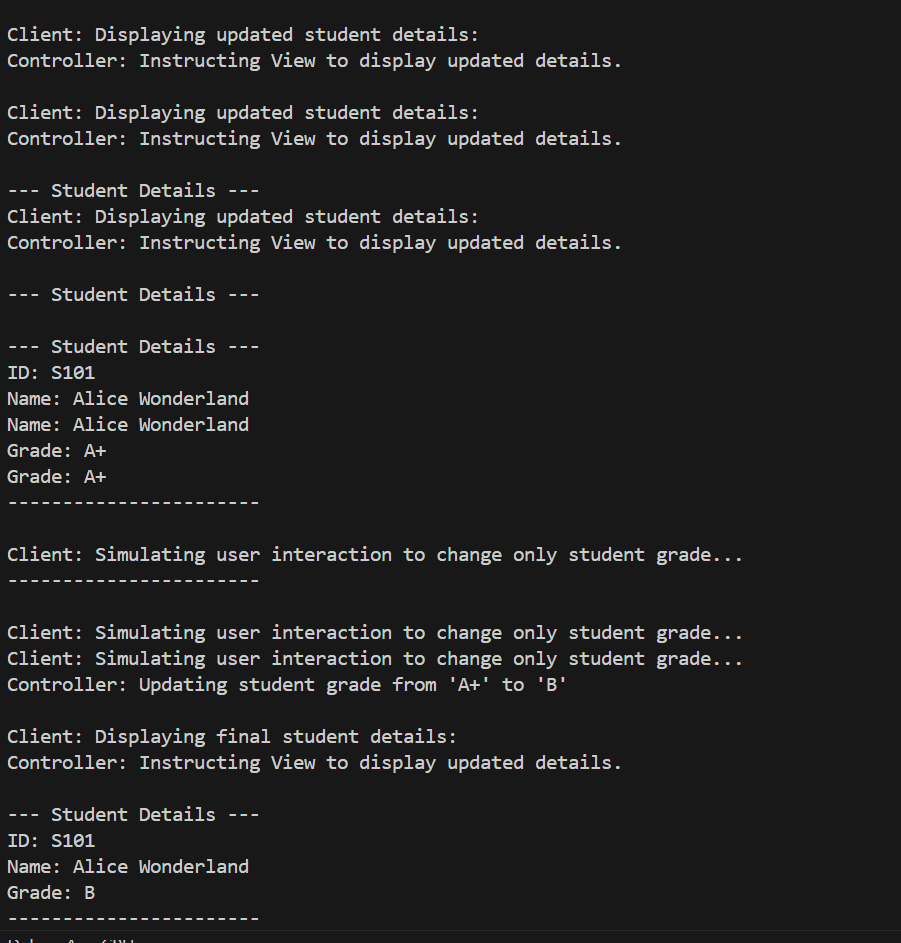 Client: Displaying updated student details:
Controller: Instructing View to display updated details.
Client: Displaying updated student details:
Controller: Instructing View to display updated details.
--- Student Details ---
Client: Displaying updated student details:
Controller: Instructing View to display updated details.
--- Student Details ---
--- Student Details ---
ID: S101
Name: Alice Wonderland
Name: Alice Wonderland
Grade: A+
Grade: A+
-----------------------
Client: Simulating user interaction to change only student grade...
-----------------------
Client: Simulating user interaction to change only student grade...
Client: Simulating user interaction to change only student grade...
Controller: Updating student grade from 'A+' to 'B'
Client: Displaying final student details:
Controller: Instructing View to display updated details.
--- Student Details ---
ID: S101
Name: Alice Wonderland
Grade: B
-----------------------